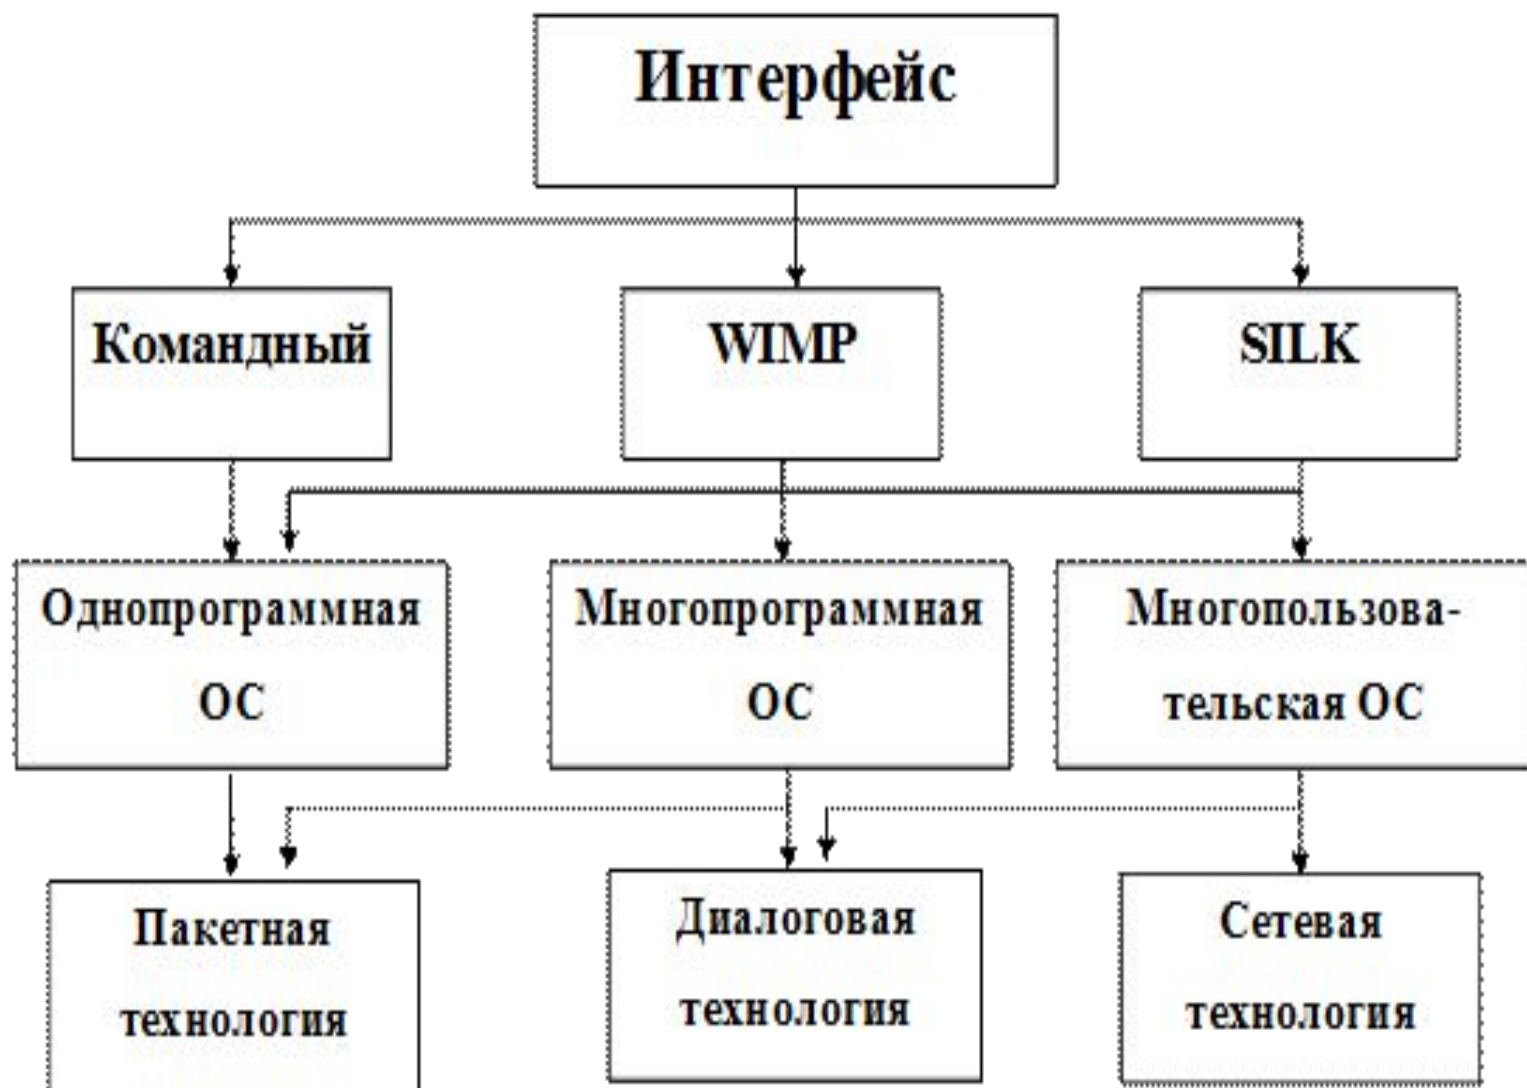 Интерфейс
Командный
WIMP
SILK
Однопрограммная
ОС
Многопрограммная
ОС
Многопользова-
тельская ОС
Пакетная
технология
Диалоговая
технология
Сетевая
технология